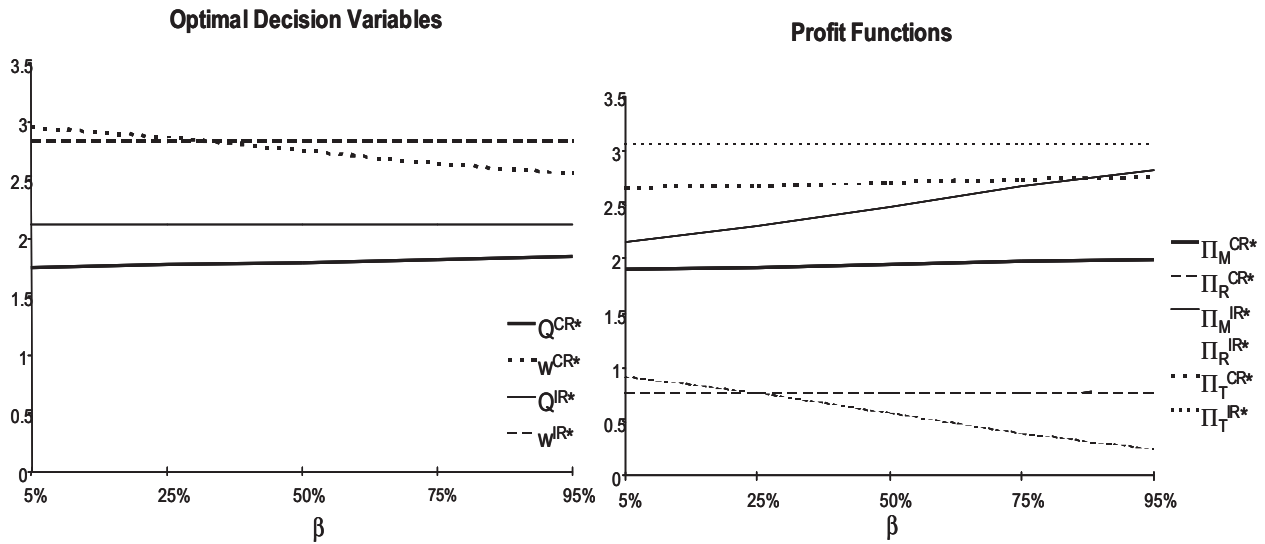 Optimal Decision Variables
3.5
3
2.5
2
1.5
1
0.5
0
5% 25% 50% 75% 95%
β
Q^CR*
w^CR*
Q^IR*
w^IR*
Profit Functions
3.5
3
2.5
2
1.5
1
0.5
0
5% 25% 50% 75% 95%
β
Π_M^CR*
Π_R^CR*
Π_M^IR*
Π_R^IR*
Π_T^CR*
Π_T^IR*